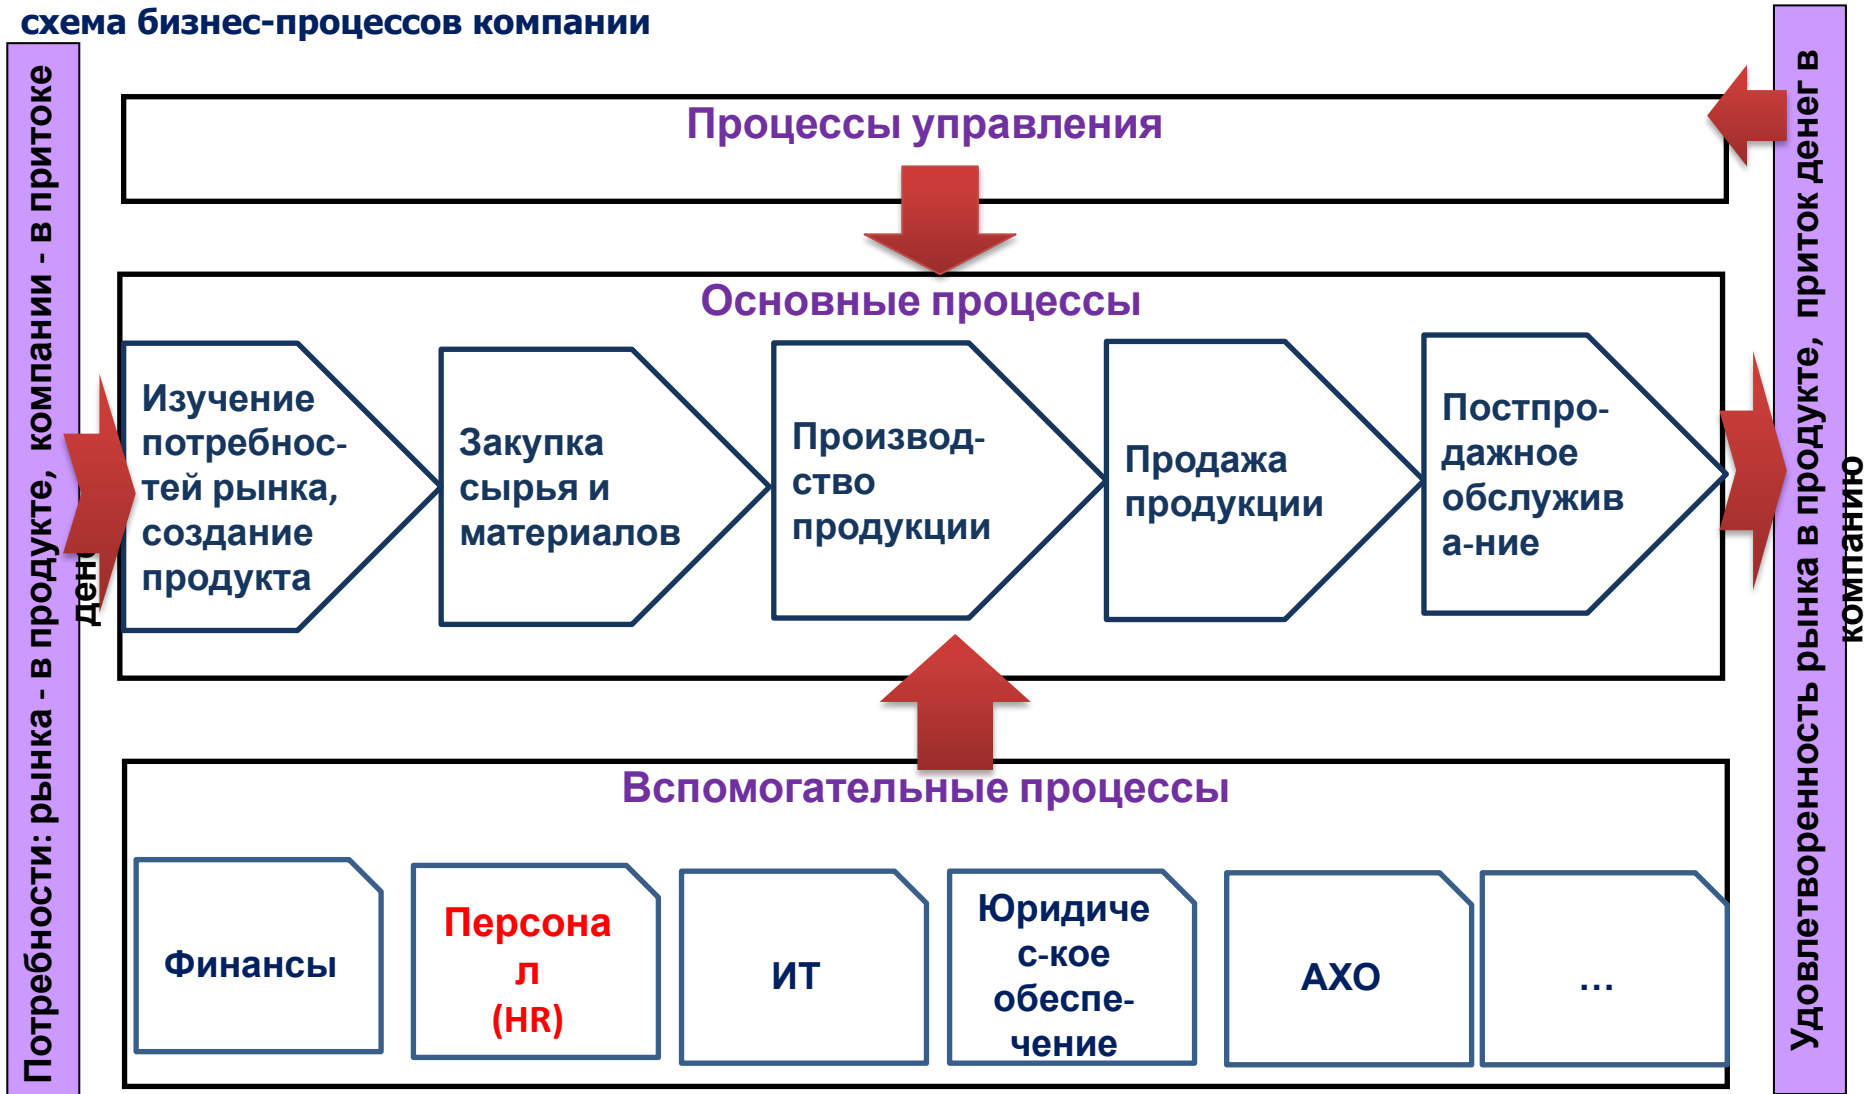 схема бизнес-процессов компании
Потребности: рынка - в продукте, компании - в притоке
Процессы управления
Основные процессы
Изучение
потребнос-
тей рынка,
создание
продукта
Закупка
сырья и
материалов
Производ-
ство
продукции
Продажа
продукции
Постпро-
дажное
обслужив
а-ние
Вспомогательные процессы
Финансы
Персона
л
(HR)
ИТ
Юридиче
с-кое
обеспе-
чение
АХО
...
Удовлетворенность рынка в продукте, приток денег в
компанию